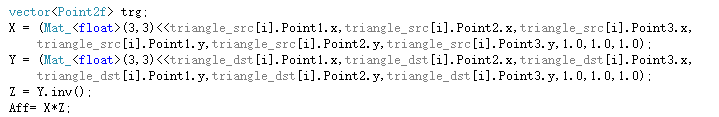 vector<Point2f> trg;
X = (Mat_<float>(3,3)<<triangle_src[i].Point1.x,triangle_src[i].Point2.x,triangle_src[i].Point3.x,
triangle_src[i].Point1.y,triangle_src[i].Point2.y,triangle_src[i].Point3.y,1.0,1.0,1.0);
Y = (Mat_<float>(3,3)<<triangle_dst[i].Point1.x,triangle_dst[i].Point2.x,triangle_dst[i].Point3.x,
triangle_dst[i].Point1.y,triangle_dst[i].Point2.y,triangle_dst[i].Point3.y,1.0,1.0,1.0);
Z = Y.inv();
Aff= X*Z;